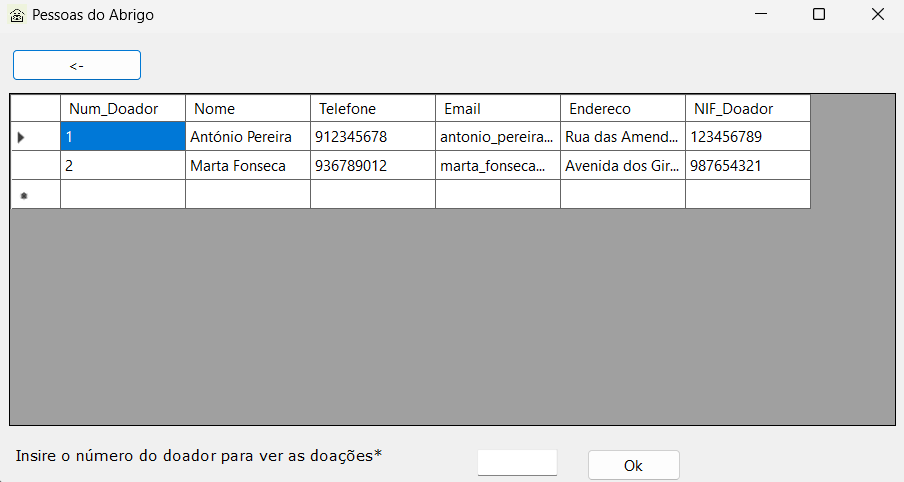 Pessoas do Abrigo
<-
Num_Doador Nome Telefone Email Endereco NIF_Doador
1 António Pereira 912345678 antonio_pereira... Rua das Amend... 123456789
2 Marta Fonseca 936789012 marta_fonseca... Avenida dos Gir... 987654321
Insire o número do doador para ver as doações*
Ok